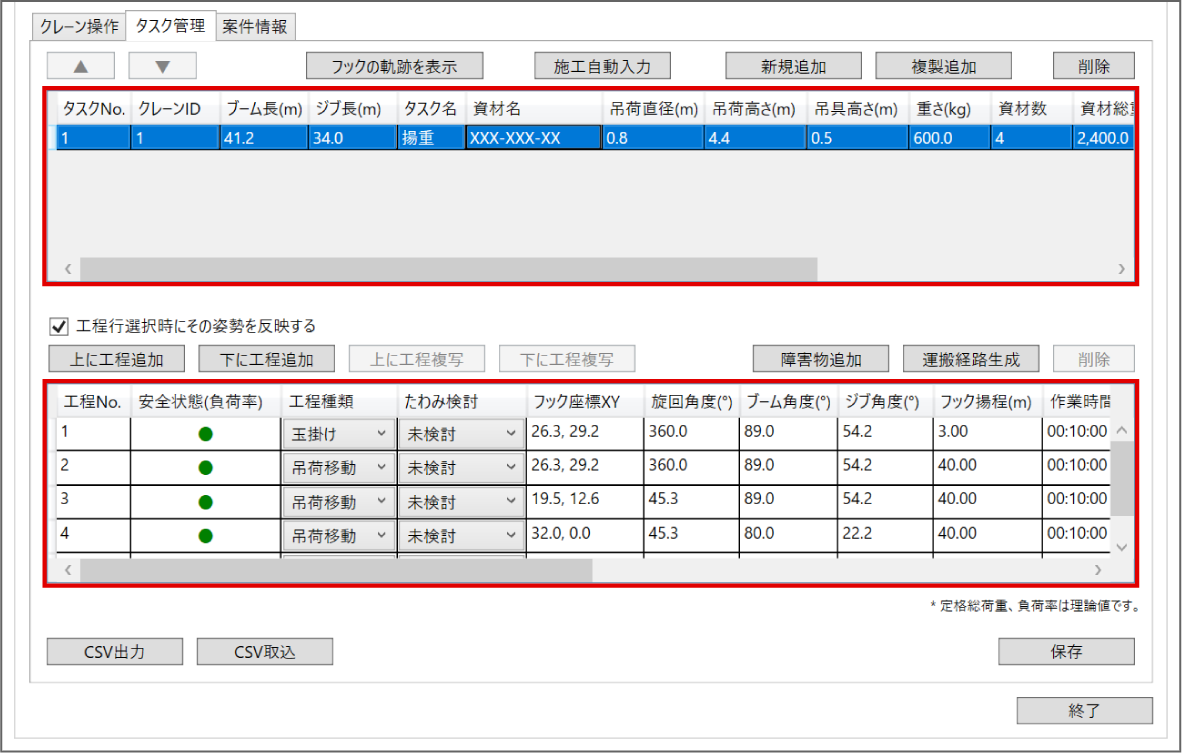 クレーン操作 タスク管理 案件情報
▲ ▼ フックの軌跡を表示 施工自動入力 新規追加 複製追加 削除
タスクNo. クレーンID ブーム長(m) ジブ長(m) タスク名 資材名 吊荷直径(m) 吊荷高さ(m) 吊具高さ(m) 重さ(kg) 資材数 資材総
1 1 41.2 34.0 揚重 XXX-XXX-XX 0.8 4.4 0.5 600.0 4 2,400.0
工程行選択時にその姿勢を反映する
上に工程追加 下に工程追加 上に工程複写 下に工程複写 障害物追加 運搬経路生成 削除
工程No. 安全状態(負荷率) 工程種類 たわみ検討 フック座標XY 旋回角度(°) ブーム角度(°) ジブ角度(°) フック揚程(m) 作業時間
1 玉掛け 未検討 26.3, 29.2 360.0 89.0 54.2 3.00 00:10:00
2 吊荷移動 未検討 26.3, 29.2 360.0 89.0 54.2 40.00 00:10:00
3 吊荷移動 未検討 19.5, 12.6 45.3 89.0 54.2 40.00 00:10:00
4 吊荷移動 未検討 32.0, 0.0 45.3 80.0 22.2 40.00 00:10:00
* 定格総荷重、負荷率は理論値です。
CSV出力 CSV取込 保存
終了